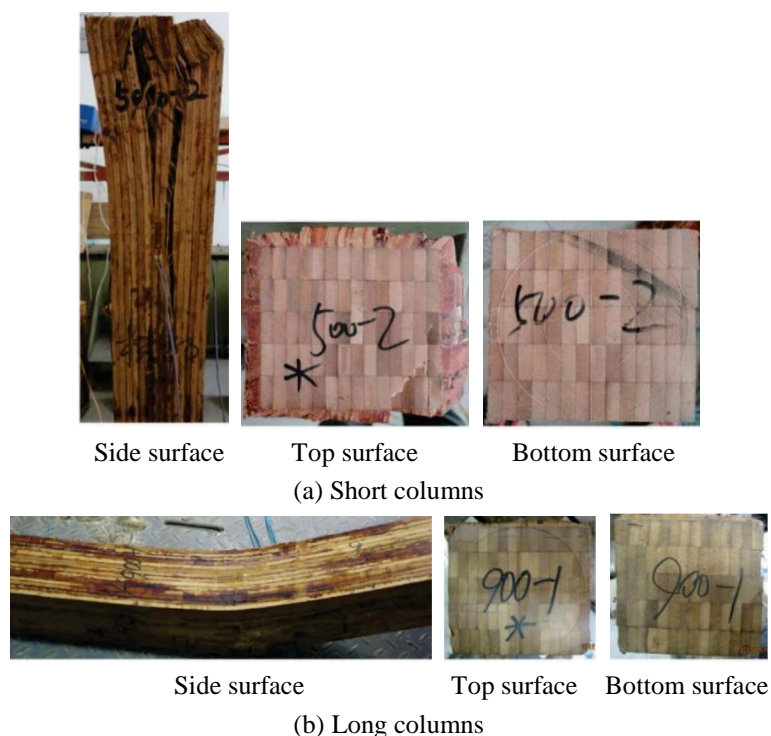 500-2
500-2
*
500-2
Side surface
Top surface
Bottom surface
(a) Short columns
900-1
*
900-1
Side surface
Top surface
Bottom surface
(b) Long columns